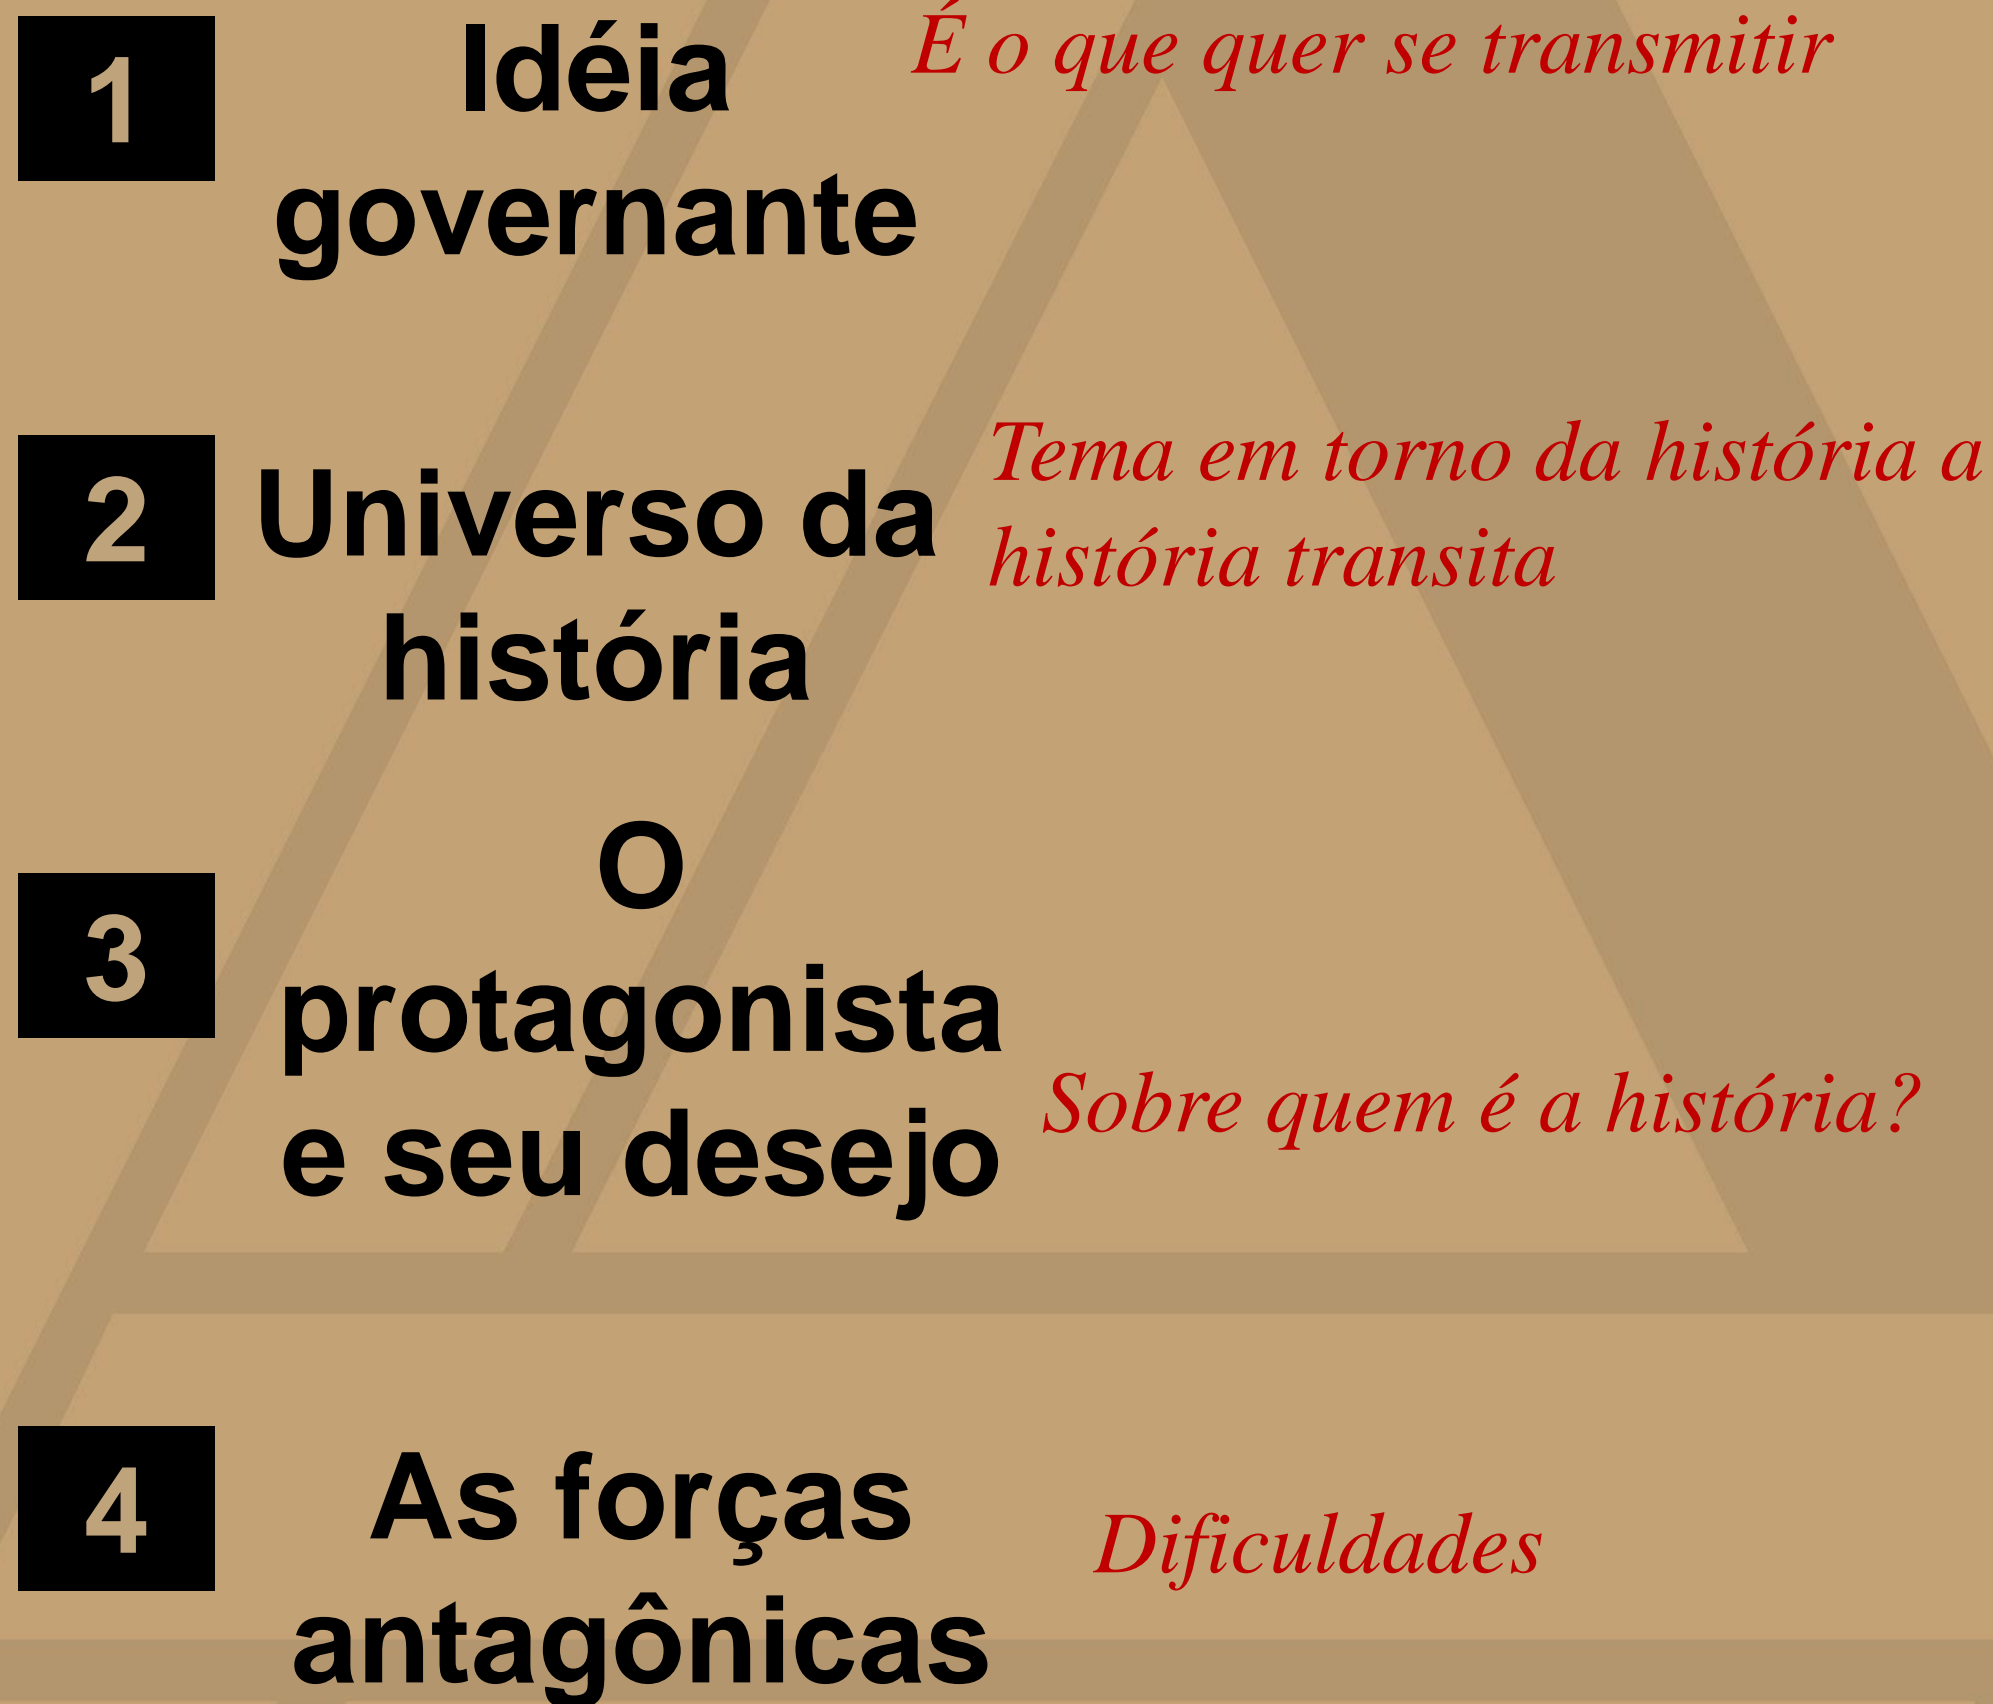 1
Idéia
governante
É o que quer se transmitir
2
Universo da
história
Tema em torno da história a
história transita
3
O
protagonista
e seu desejo
Sobre quem é a história?
4
As forças
antagônicas
Dificuldades